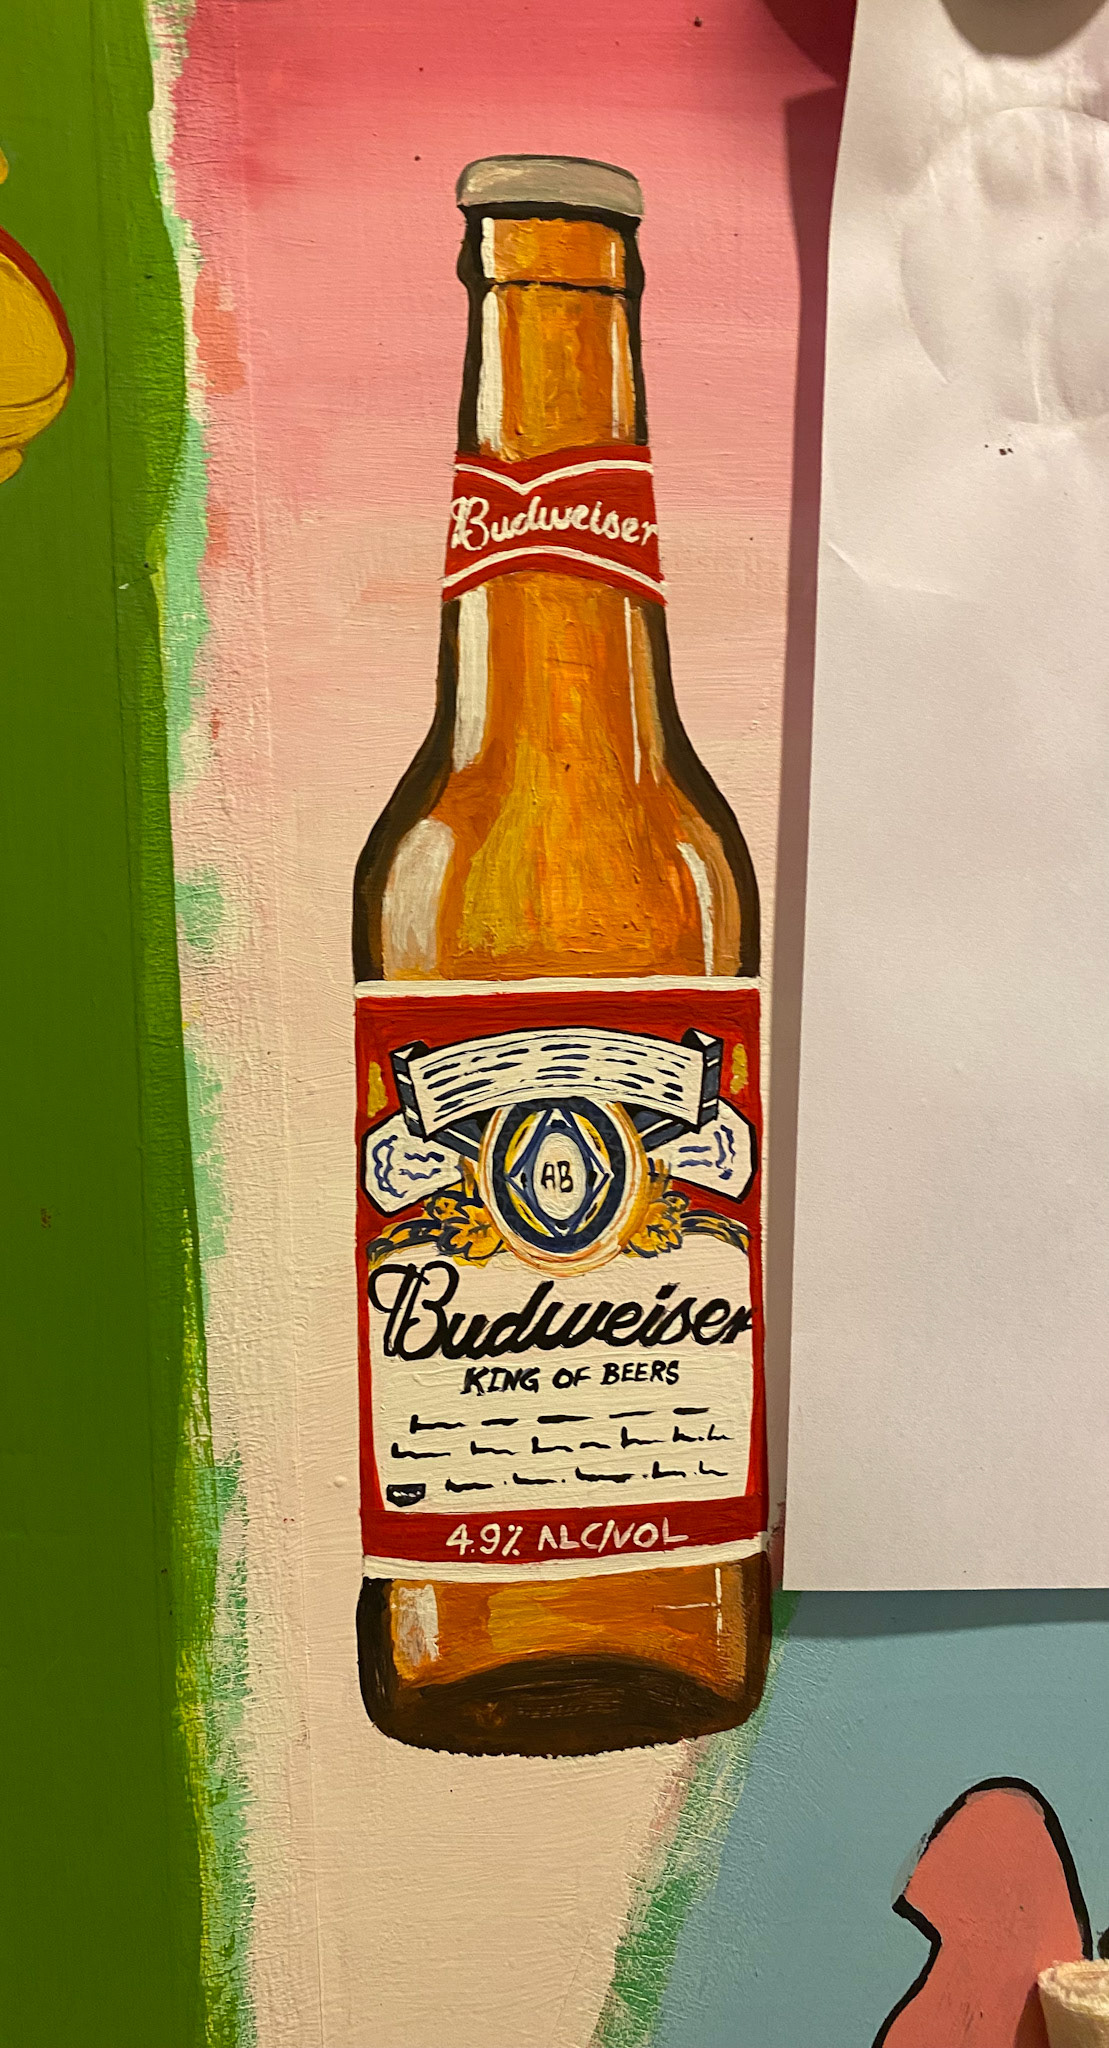 Budweiser
AB
Budweiser
KING OF BEERS
4.9% ALC/VOL